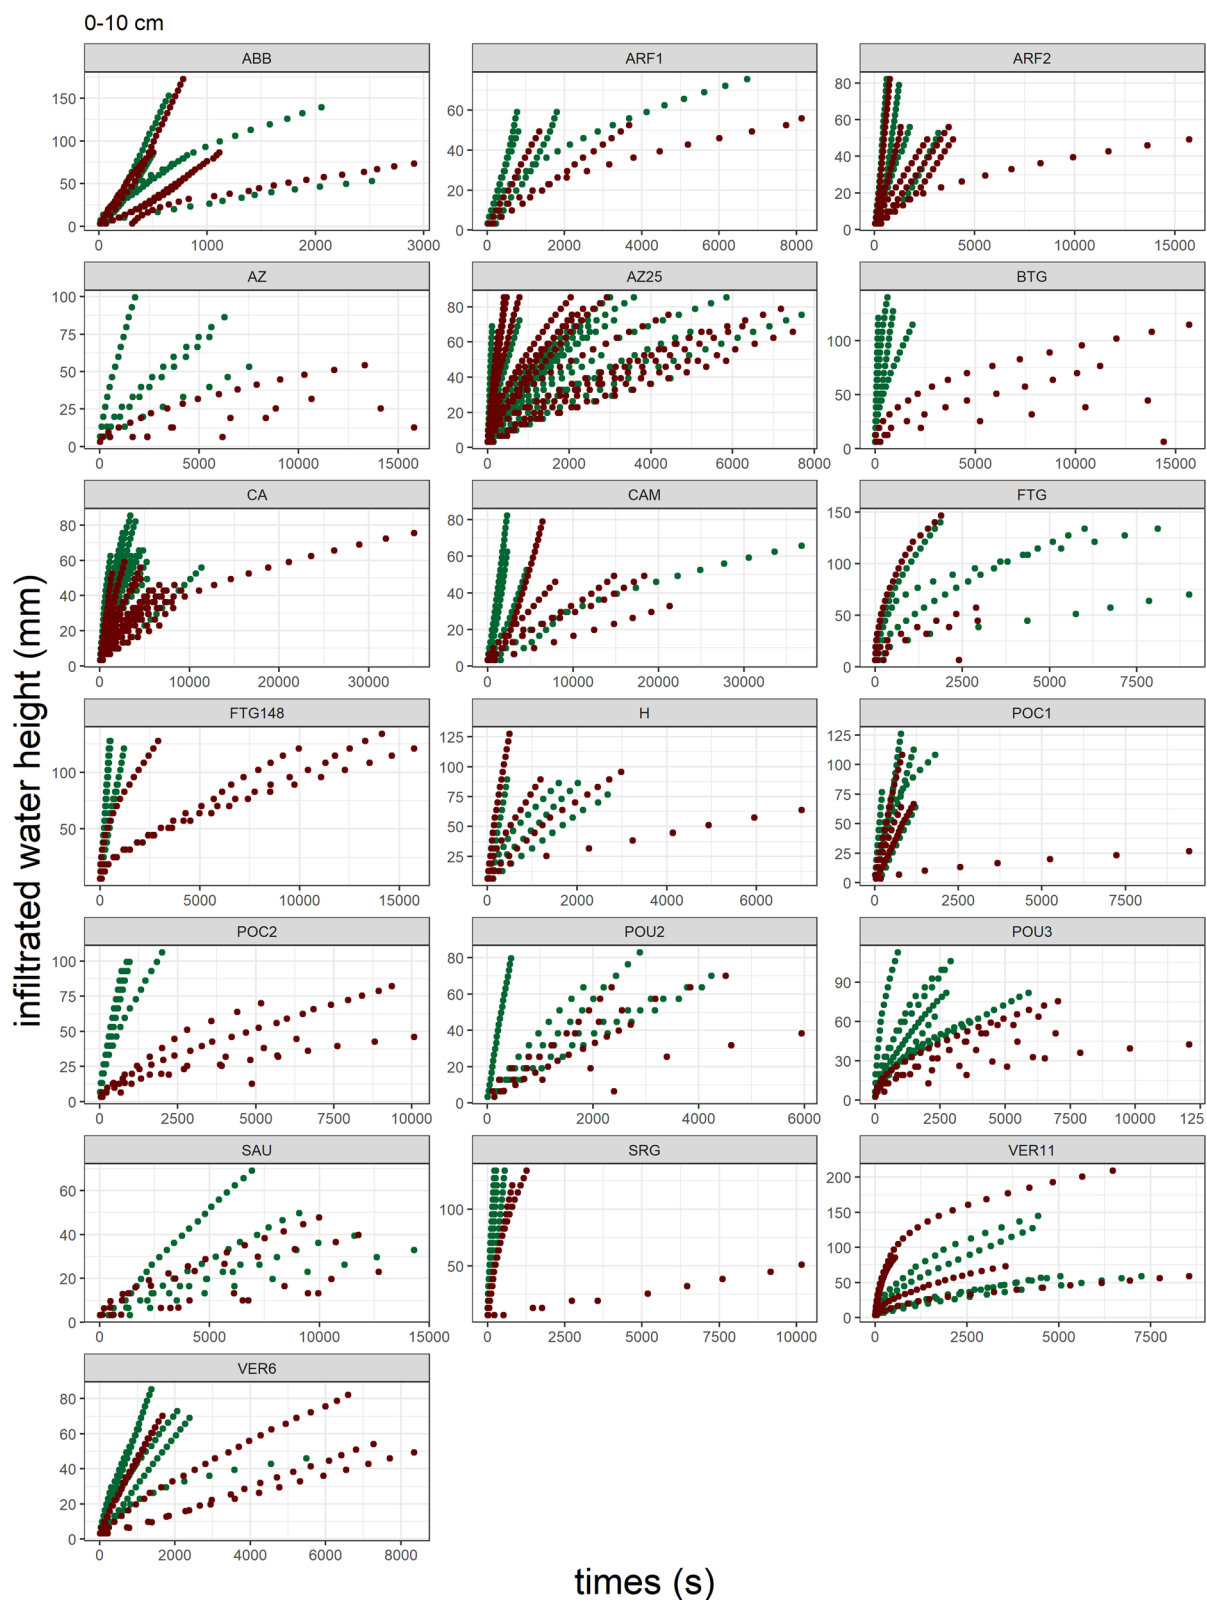 0-10 cm
ABB ARF1 ARF2
150 100 50 0
0 1000 2000 3000
60 40 20 0
0 2000 4000 6000 8000
80 60 40 20 0
0 5000 10000 15000
AZ AZ25 BTG
100 75 50 25 0
0 5000 10000 15000
80 60 40 20 0
0 2000 4000 6000 8000
100 50 0
0 5000 10000 15000
CA CAM FTG
80 60 40 20 0
0 10000 20000 30000
80 60 40 20 0
0 10000 20000 30000
150 100 50 0
0 2500 5000 7500
FTG148 H POC1
100 50
0 5000 10000 15000
125 100 75 50 25
0 2000 4000 6000
125 100 75 50 25 0
0 2500 5000 7500
POC2 POU2 POU3
100 75 50 25 0
0 2500 5000 7500 10000
80 60 40 20 0
0 2000 4000 6000
90 60 30 0
0 2500 5000 7500 10000 125
SAU SRG VER11
60 40 20 0
0 5000 10000 15000
100 50
0 2500 5000 7500 10000
200 150 100 50 0
0 2500 5000 7500
VER6
80 60 40 20 0
0 2000 4000 6000 8000
infiltrated water height (mm)
times (s)